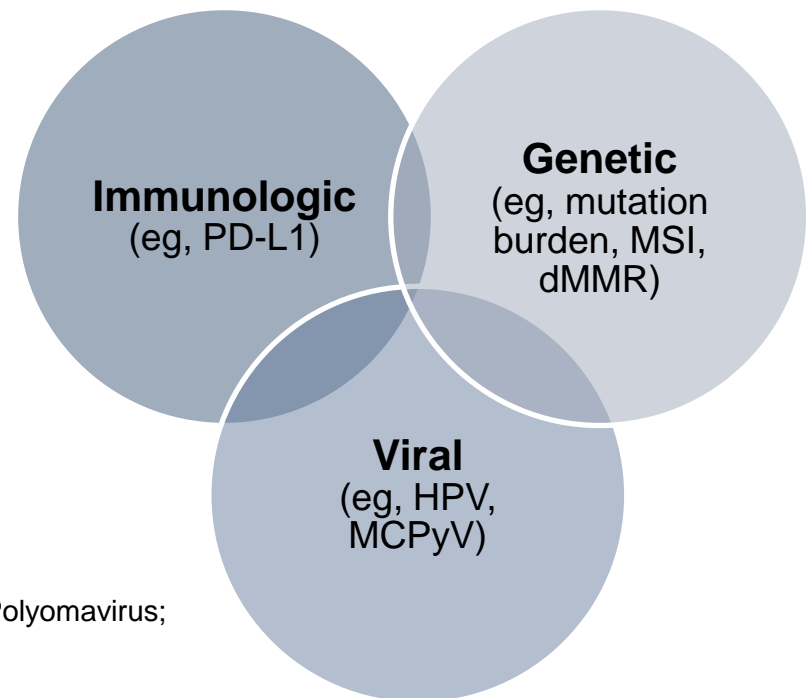 Immunologic
(eg, PD-L1)
Genetic
(eg, mutation
burden, MSI,
dMMR)
Viral
(eg, HPV,
MCPyV)
Polyomavirus;